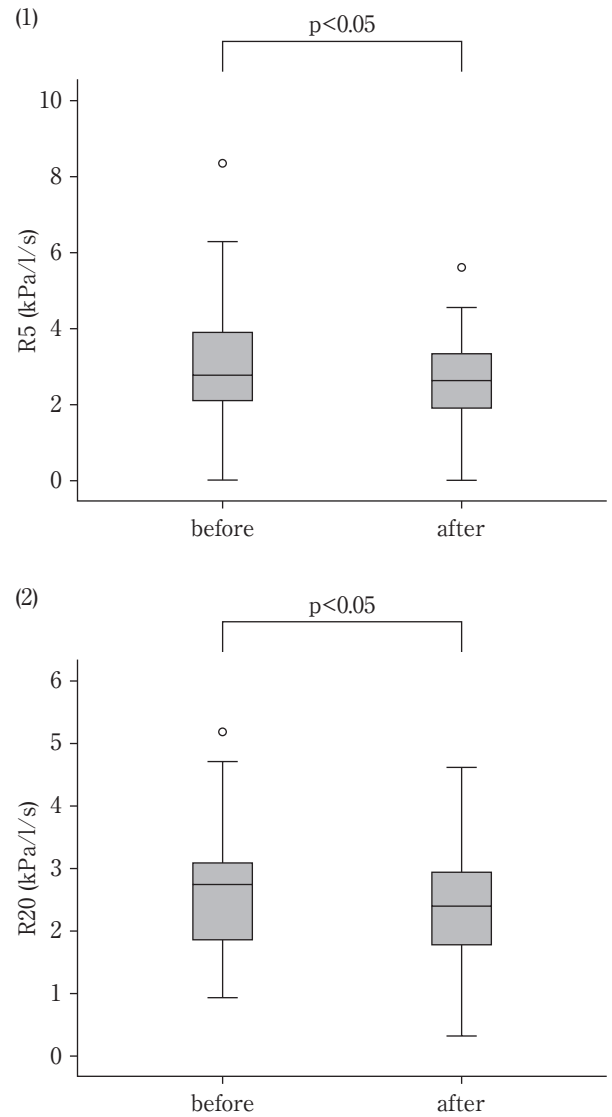 (1)
p<0.05
10
8
6
4
2
0
R5 (kPa/l/s)
before after
(2)
p<0.05
6
5
4
3
2
1
0
R20 (kPa/l/s)
before after